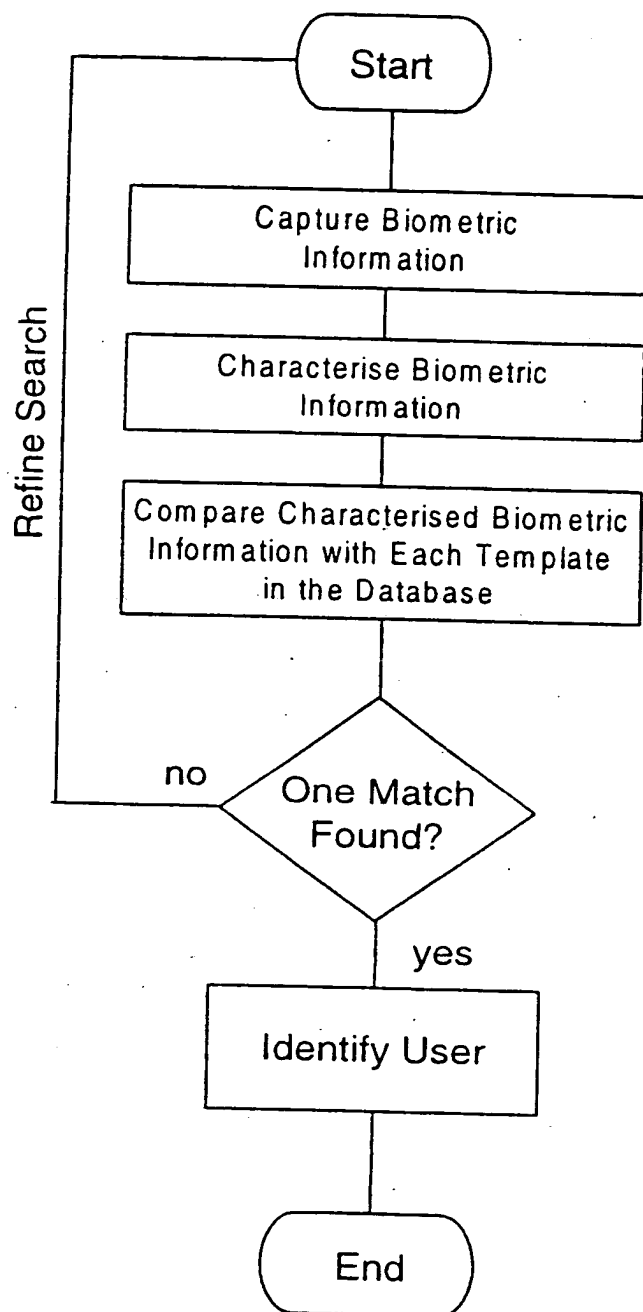 Start
Capture Biometric
Information
Characterise Biometric
Information
Compare Characterised Biometric
Information with Each Template
in the Database
Refine Search
no
One Match
Found?
yes
Identify User
End